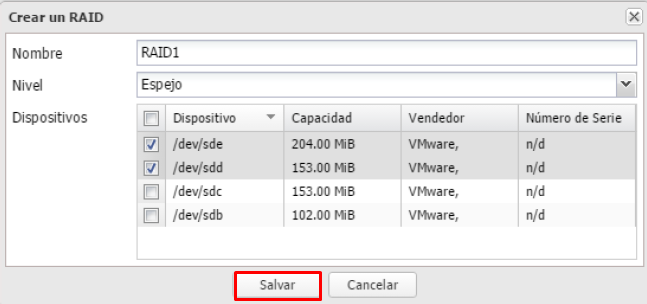 Crear un RAID
Nombre RAID1
Nivel Espejo
Dispositivos Dispositivo Capacidad Vendedor Número de Serie
/dev/sde 204.00 MiB VMware, n/d
/dev/sdd 153.00 MiB VMware, n/d
/dev/sdc 153.00 MiB VMware, n/d
/dev/sdb 102.00 MiB VMware, n/d
Salvar Cancelar